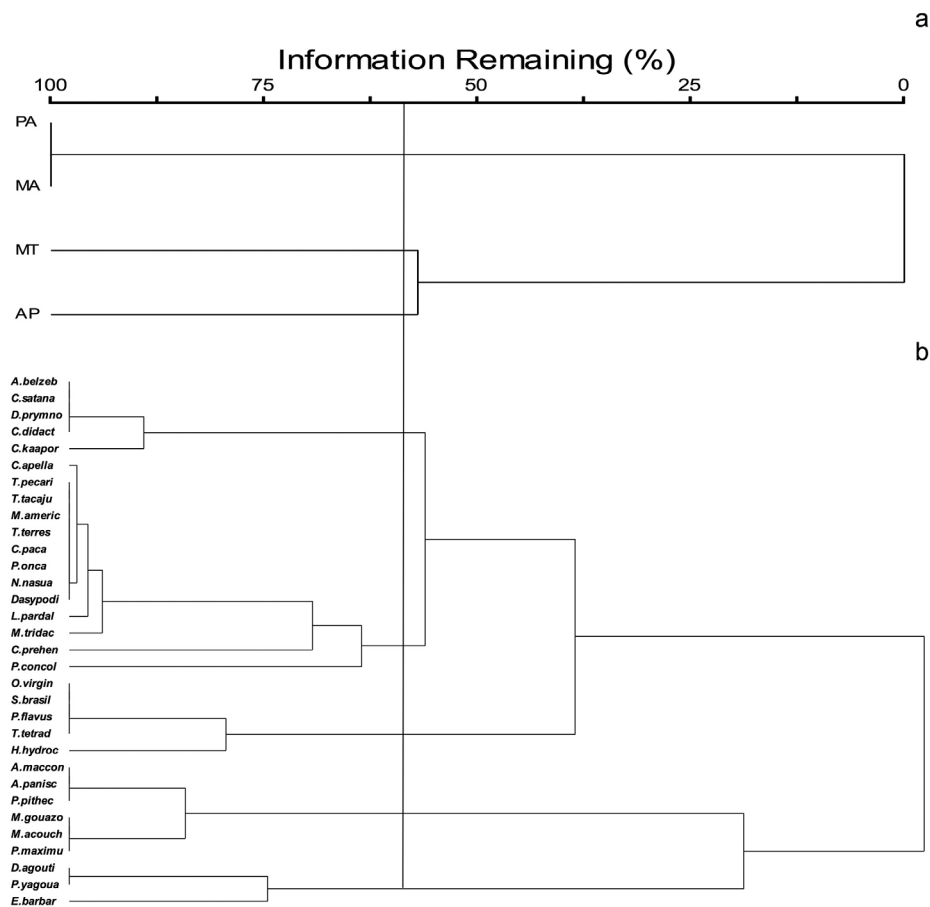 a
Information Remaining (%)
100 75 50 25 0
PA
MA
MT
AP
b
A.belzeb
C.satana
D.prymno
C.didact
C.kaapor
C.apella
T.pecari
T.tacaju
M.americ
T.terres
C.paca
P.onca
N.nasua
Dasypodi
L.pardal
M.tridac
C.prehen
P.concol
O.virgin
S.brasil
P.flavus
T.tetrad
H.hydroc
A.maccon
A.panisc
P.pithec
M.gouazo
M.acouch
P.maximu
D.agouti
P.yagoua
E.barbar